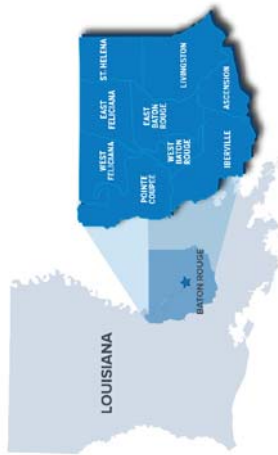 LOUISIANA
BATON ROUGE
WEST
FELICIANA
EAST
FELICIANA
ST. HELENA
POINTE
COUPEE
WEST
BATON
ROUGE
EAST
BATON
ROUGE
LIVINGSTON
IBERVILLE
ASCENSION